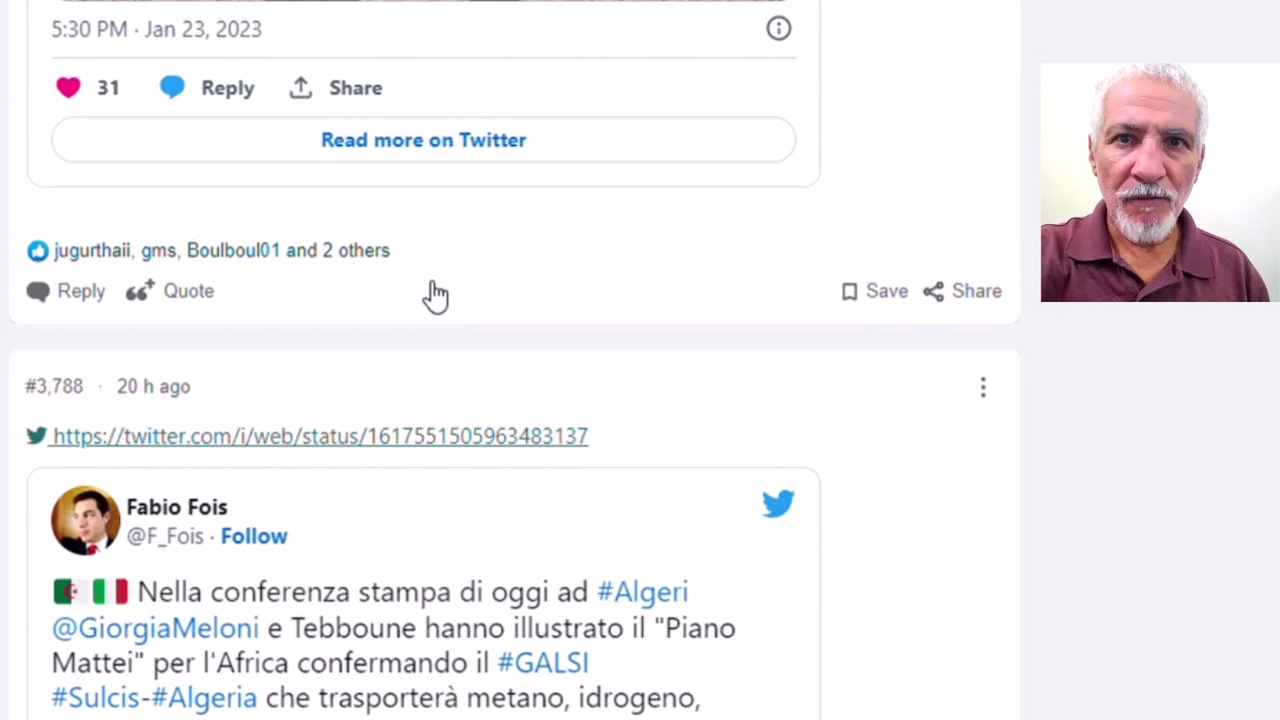 5:30 PM · Jan 23, 2023
31 Reply Share
Read more on Twitter
jugurthaii, gms, Boulboul01 and 2 others
Reply Quote Save Share
#3,788 · 20 h ago
https://twitter.com/i/web/status/1617551505963483137
Fabio Fois
@F_Fois · Follow
Nella conferenza stampa di oggi ad #Algeri
@GiorgiaMeloni e Tebboune hanno illustrato il "Piano
Mattei" per l'Africa confermando il #GALSI
#Sulcis-#Algeria che trasporterà metano, idrogeno,